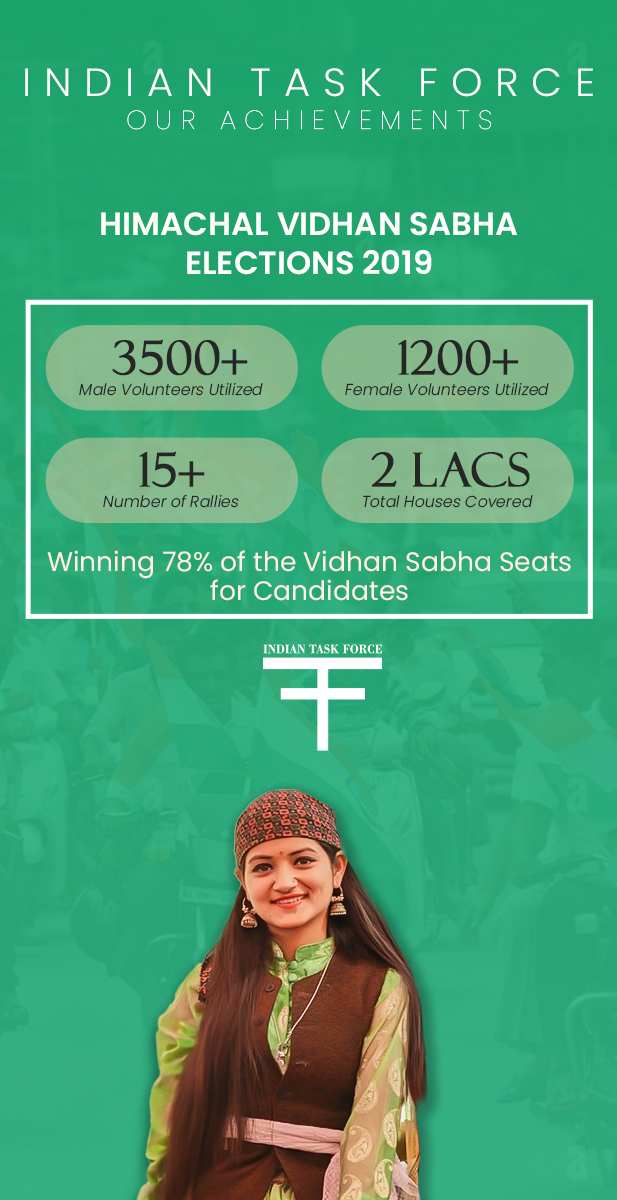 INDIAN TASK FORCE
OUR ACHIEVEMENTS
HIMACHAL VIDHAN SABHA
ELECTIONS 2019
3500+
Male Volunteers Utilized
1200+
Female Volunteers Utilized
15+
Number of Rallies
2 LACS
Total Houses Covered
Winning 78% of the Vidhan Sabha Seats
for Candidates
INDIAN TASK FORCE